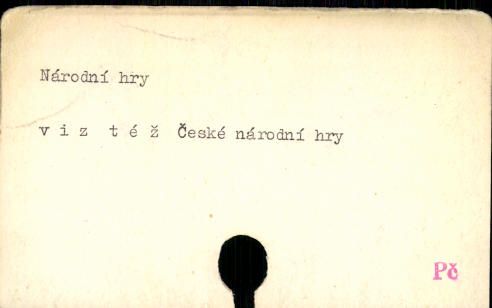 Národní hry
v i z  t é ž  České národní hry
Pč